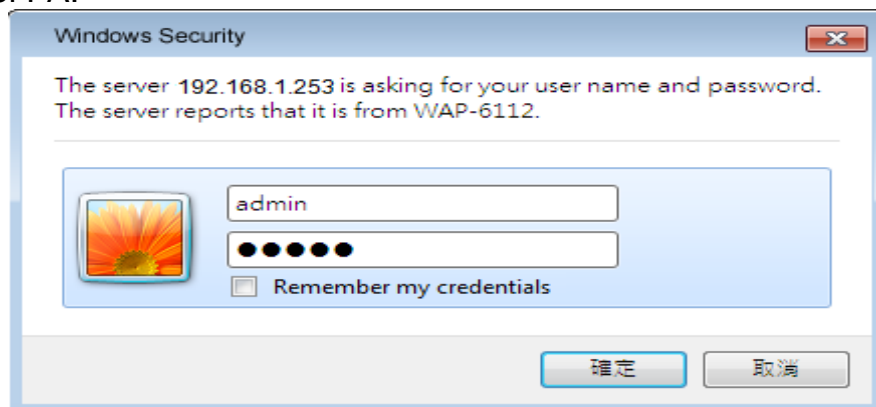 Windows Security
The server 192.168.1.253 is asking for your user name and password.
The server reports that it is from WAP-6112.
admin
●●●●●
Remember my credentials
確定
取消